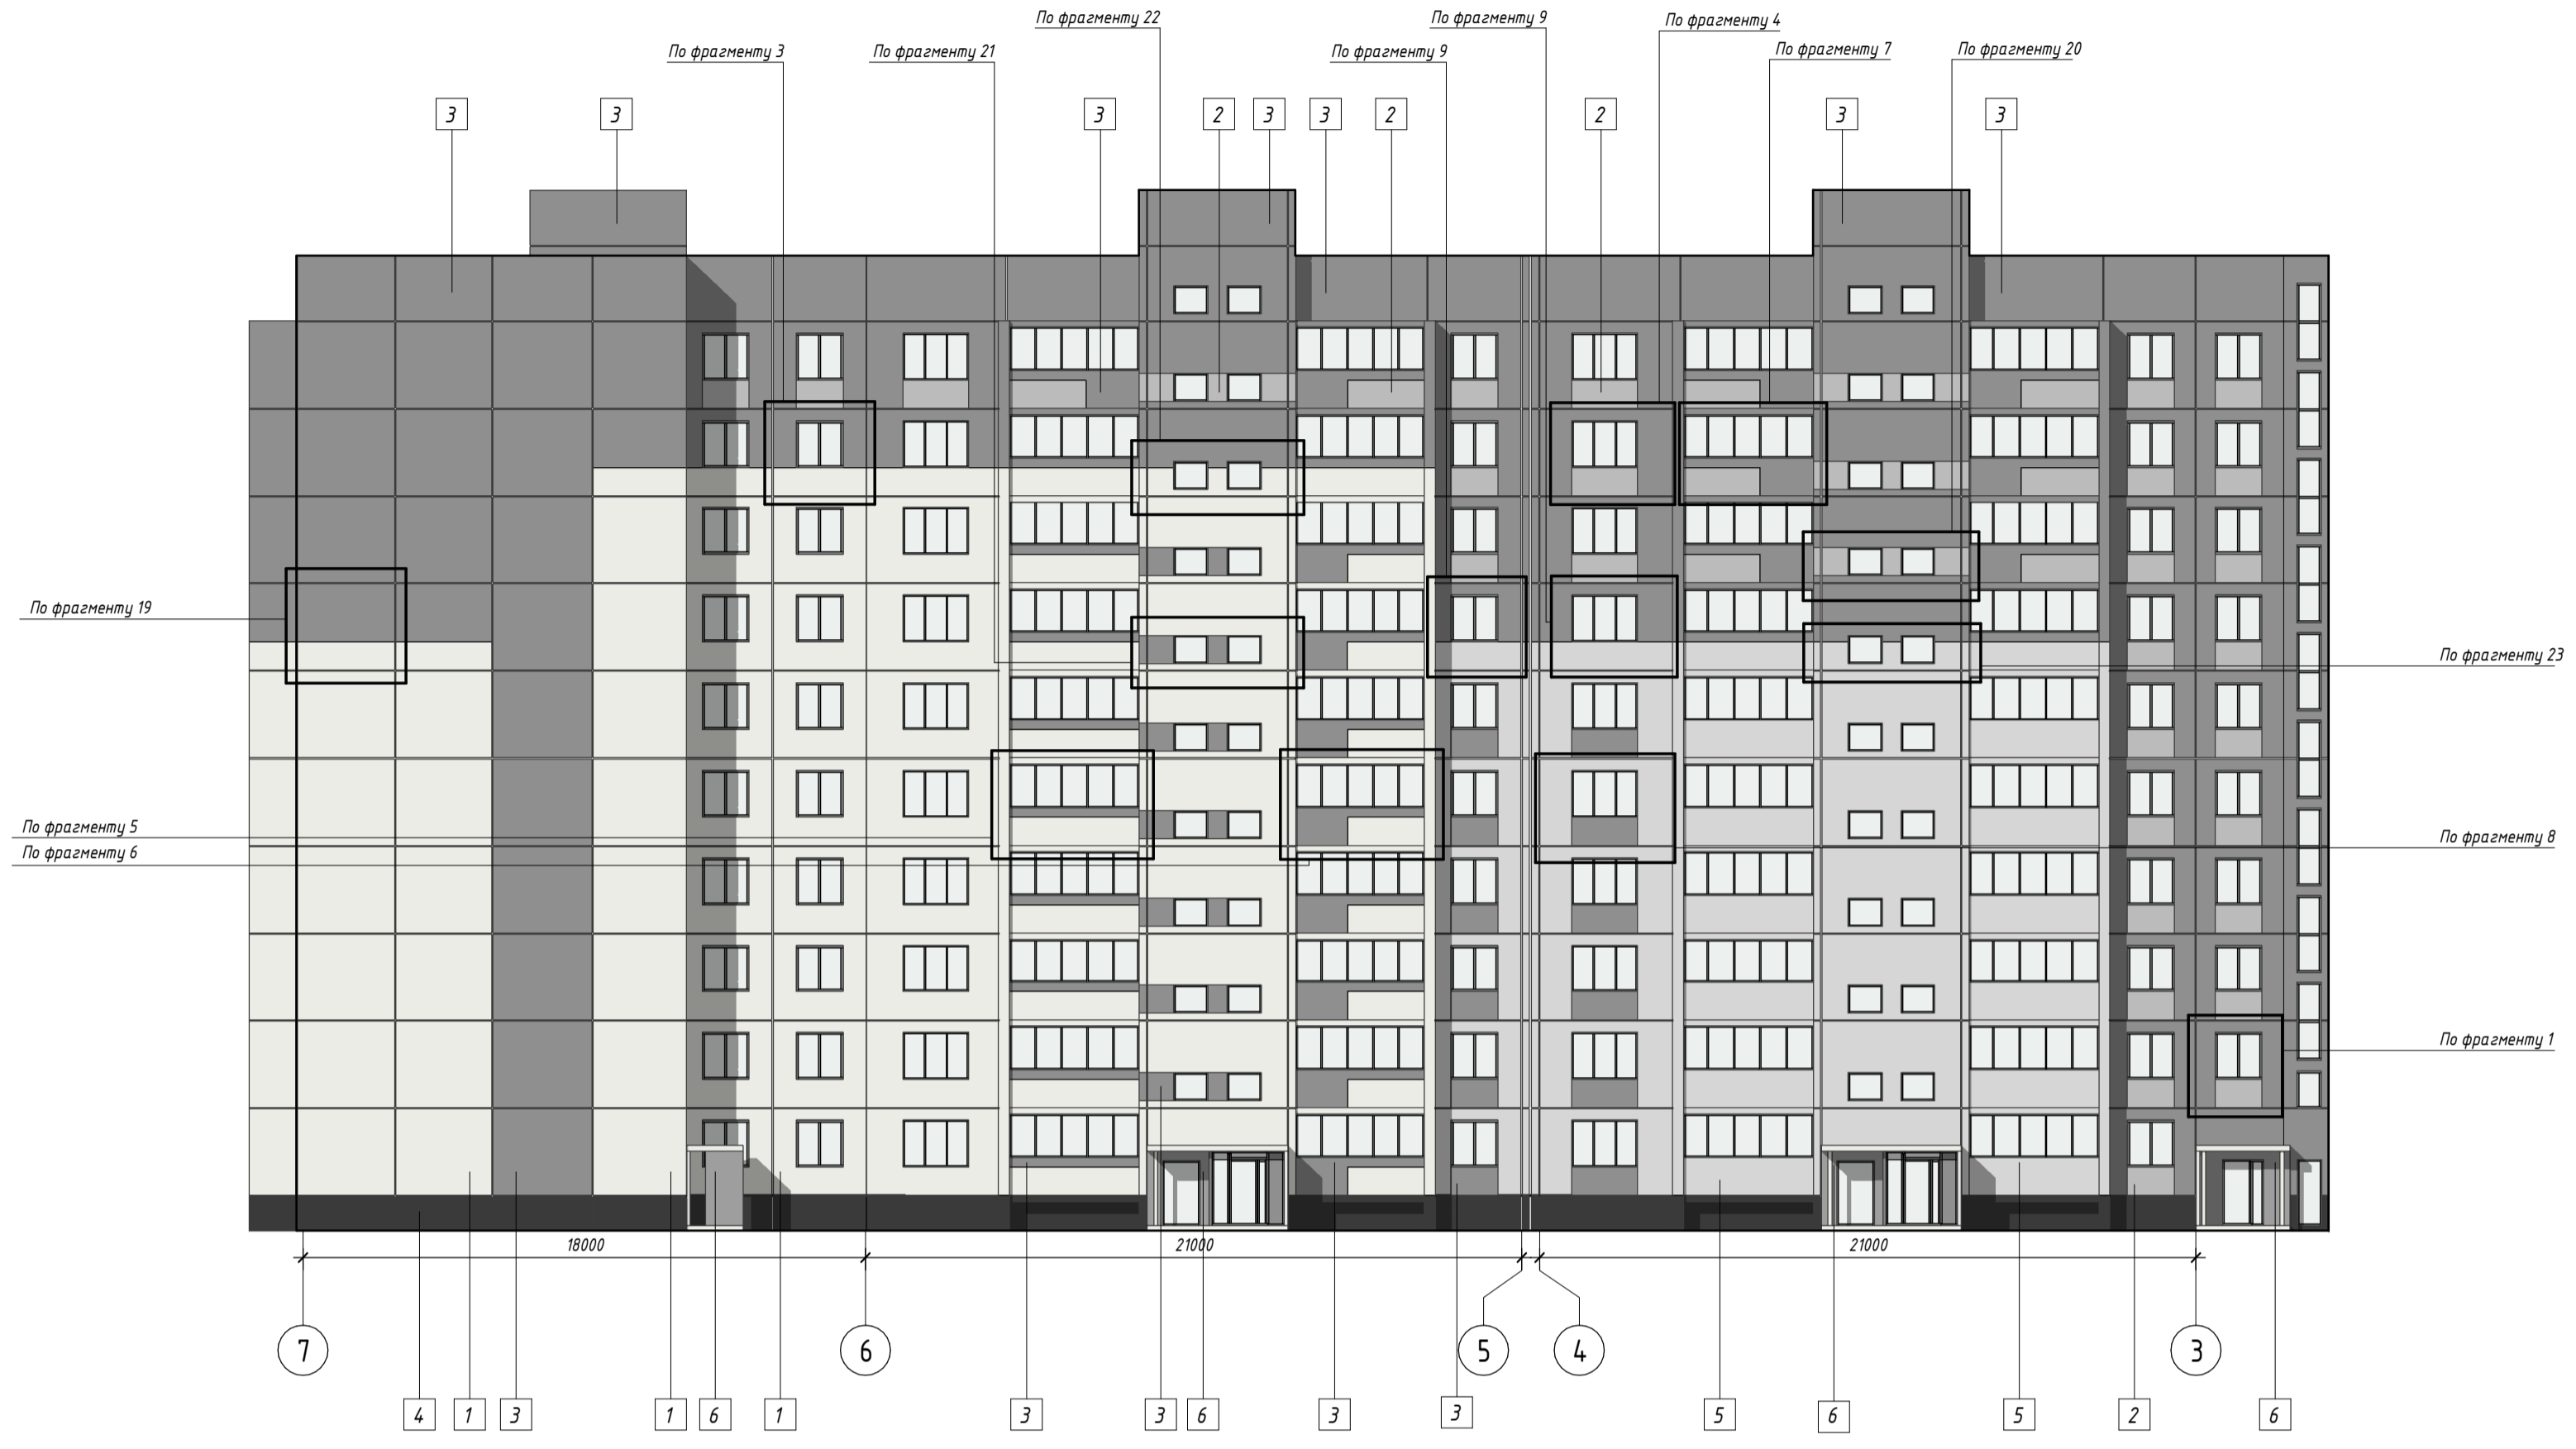 По фрагменту 22
По фрагменту 9
По фрагменту 4
По фрагменту 3
По фрагменту 21
По фрагменту 9
По фрагменту 7
По фрагменту 20
3
3
3
2
3
3
2
2
3
3
По фрагменту 19
По фрагменту 23
По фрагменту 5
По фрагменту 6
По фрагменту 8
По фрагменту 1
18000
21000
21000
7
6
5
4
3
4
1
3
1
6
1
3
3
6
3
3
5
6
5
2
6